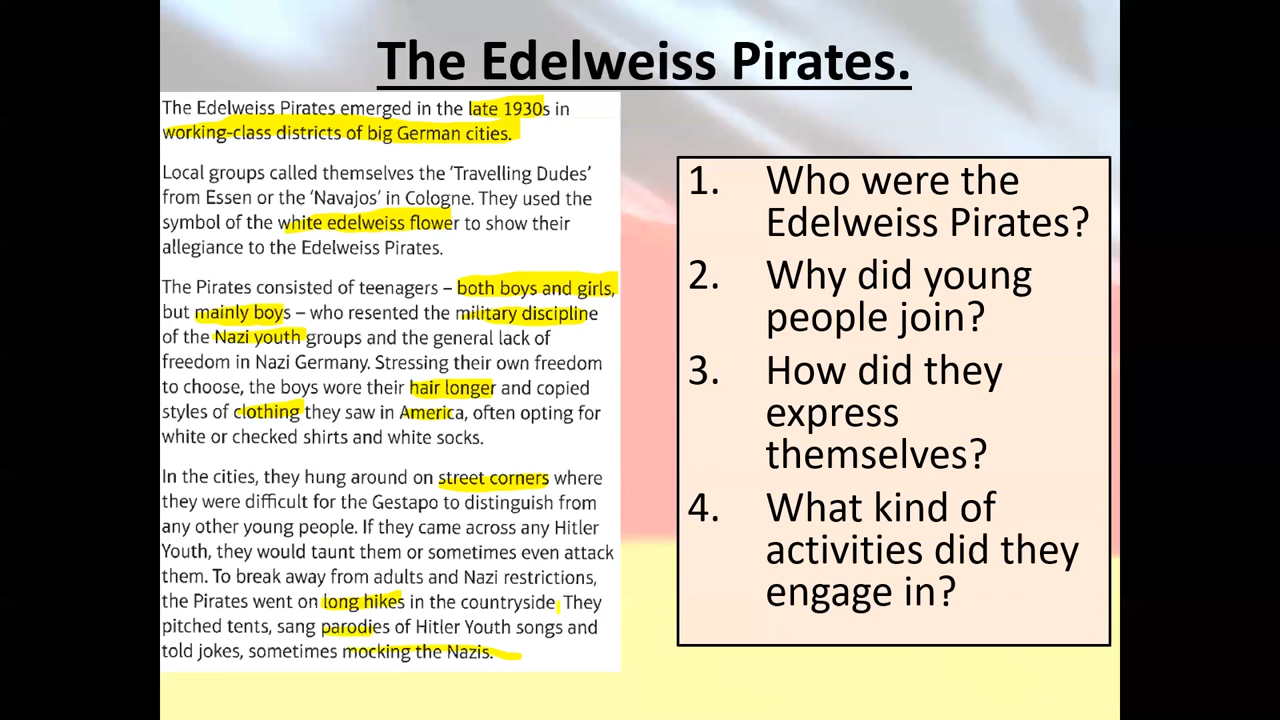 The Edelweiss Pirates.
The Edelweiss Pirates emerged in the late 1930s in
working-class districts of big German cities.
Local groups called themselves the ‘Travelling Dudes’
from Essen or the ‘Navajos’ in Cologne. They used the
symbol of the white edelweiss flower to show their
allegiance to the Edelweiss Pirates.
The Pirates consisted of teenagers – both boys and girls,
but mainly boys – who resented the military discipline
of the Nazi youth groups and the general lack of
freedom in Nazi Germany. Stressing their own freedom
to choose, the boys wore their hair longer and copied
styles of clothing they saw in America, often opting for
white or checked shirts and white socks.
In the cities, they hung around on street corners where
they were difficult for the Gestapo to distinguish from
any other young people. If they came across any Hitler
Youth, they would taunt them or sometimes even attack
them. To break away from adults and Nazi restrictions,
the Pirates went on long hikes in the countryside. They
pitched tents, sang parodies of Hitler Youth songs and
told jokes, sometimes mocking the Nazis.
1. Who were the
Edelweiss Pirates?
2. Why did young
people join?
3. How did they
express
themselves?
4. What kind of
activities did they
engage in?